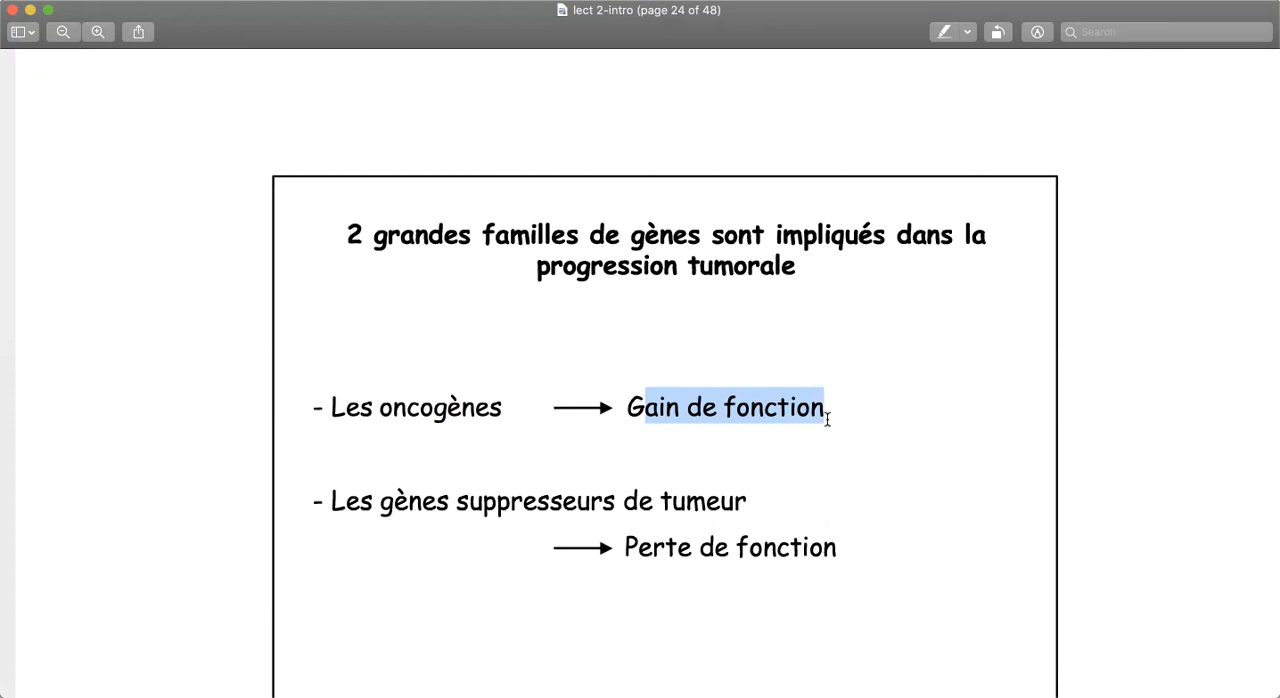 lect 2-intro (page 24 of 48)
Search
2 grandes familles de gènes sont impliqués dans la
progression tumorale
- Les oncogènes → Gain de fonction
- Les gènes suppresseurs de tumeur
→ Perte de fonction